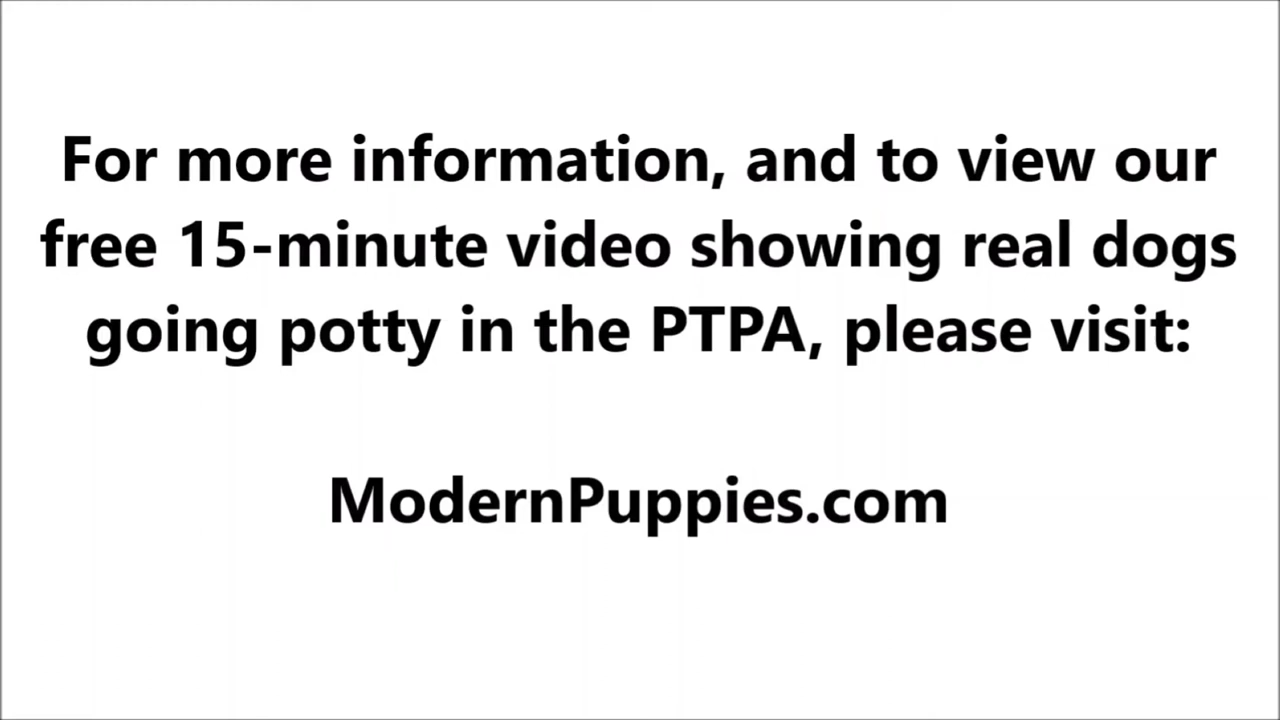 For more information, and to view our
free 15-minute video showing real dogs
going potty in the PTPA, please visit:
ModernPuppies.com